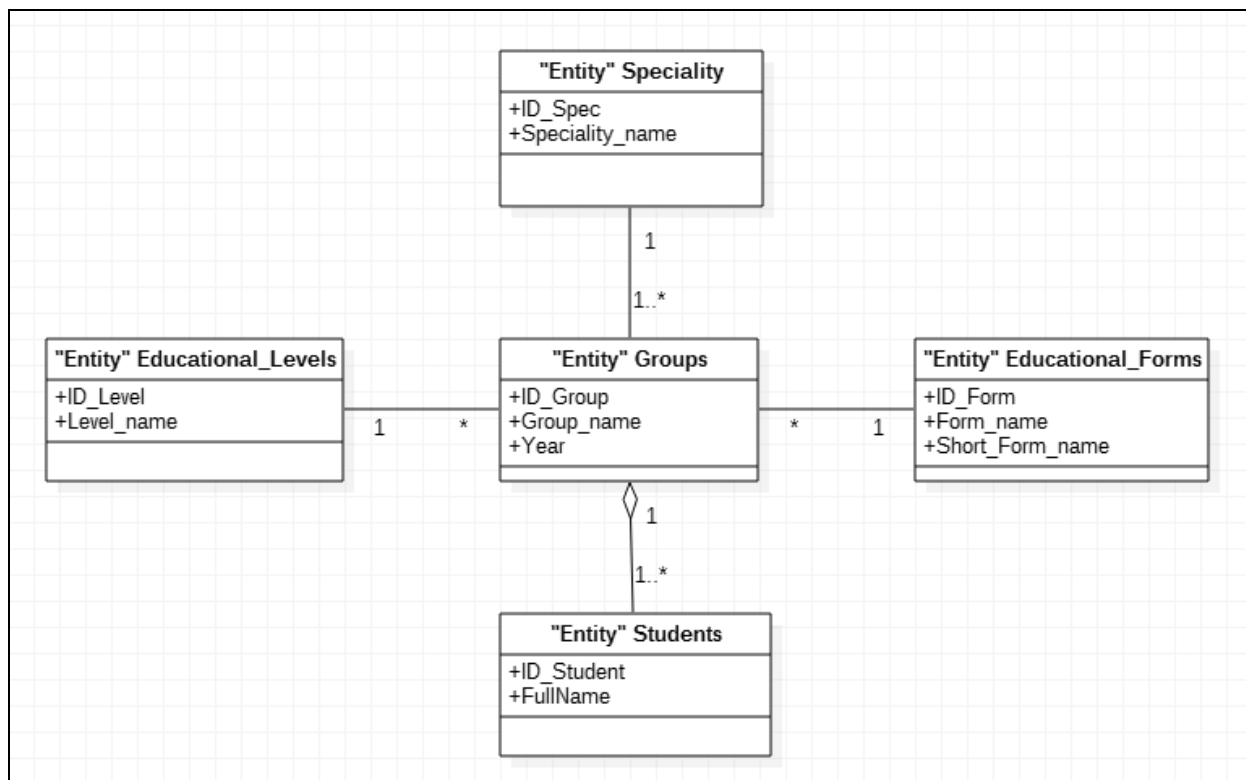 "Entity" Speciality
+ID_Spec
+Speciality_name
1
1..*
"Entity" Educational_Levels
+ID_Level
+Level_name
1
*
"Entity" Groups
+ID_Group
+Group_name
+Year
*
1
"Entity" Educational_Forms
+ID_Form
+Form_name
+Short_Form_name
1
1..*
"Entity" Students
+ID_Student
+FullName